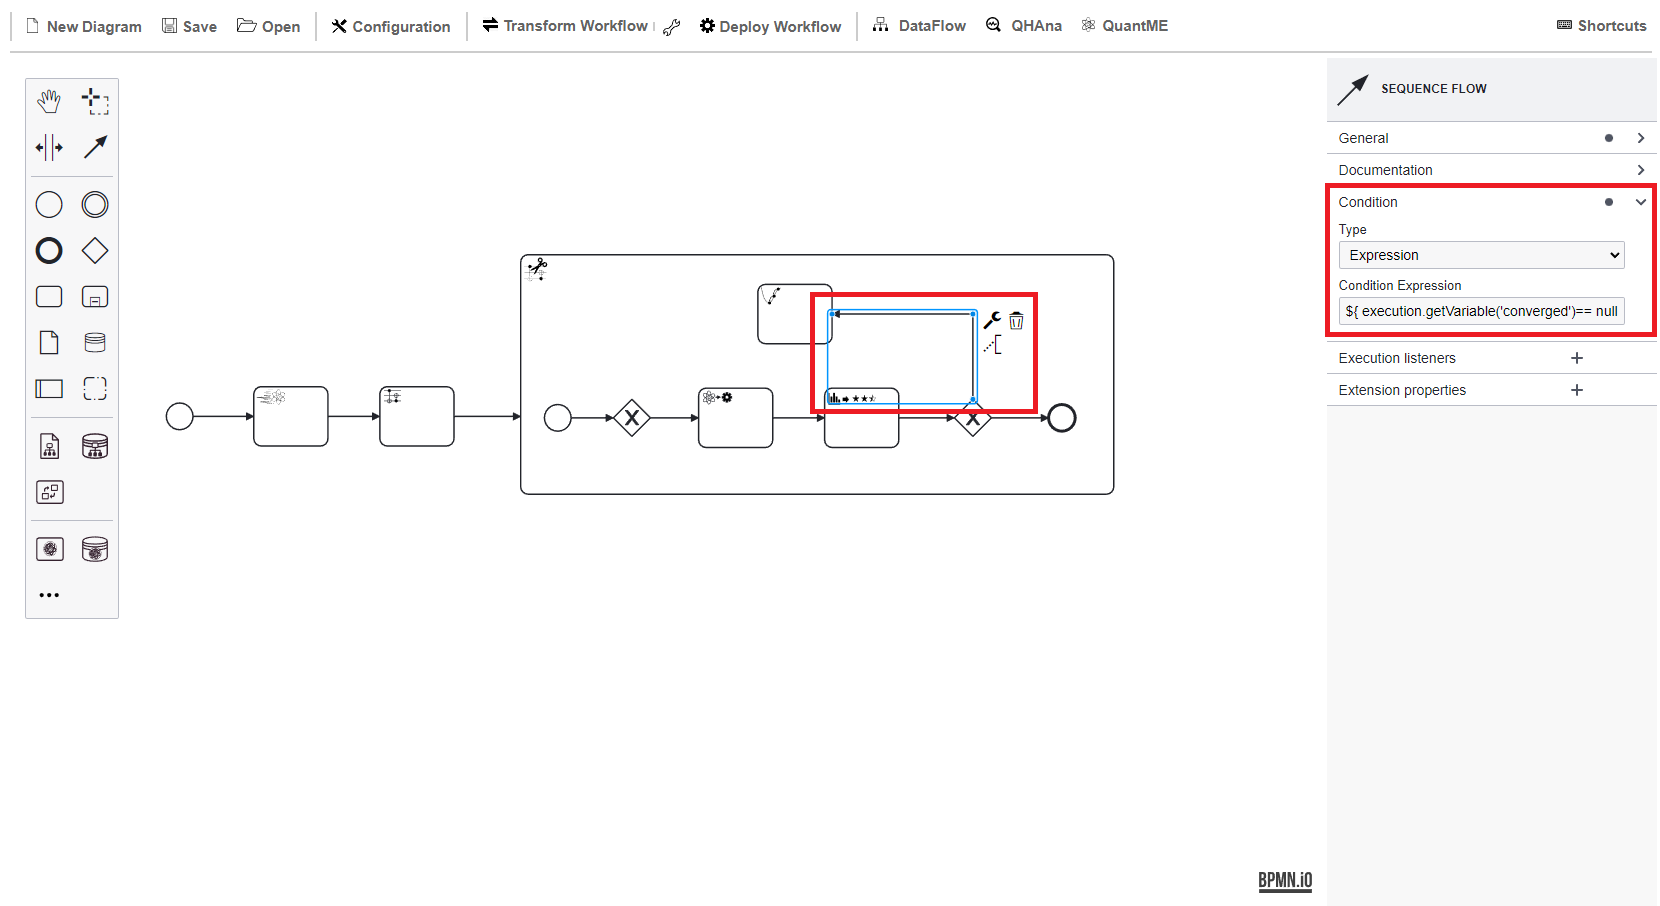 New Diagram Save Open Configuration Transform Workflow Deploy Workflow DataFlow QHAna QuantME Shortcuts
SEQUENCE FLOW
General
Documentation
Condition
Type
Expression
Condition Expression
${ execution.getVariable('converged')== null
Execution listeners
Extension properties
BPMN.iO